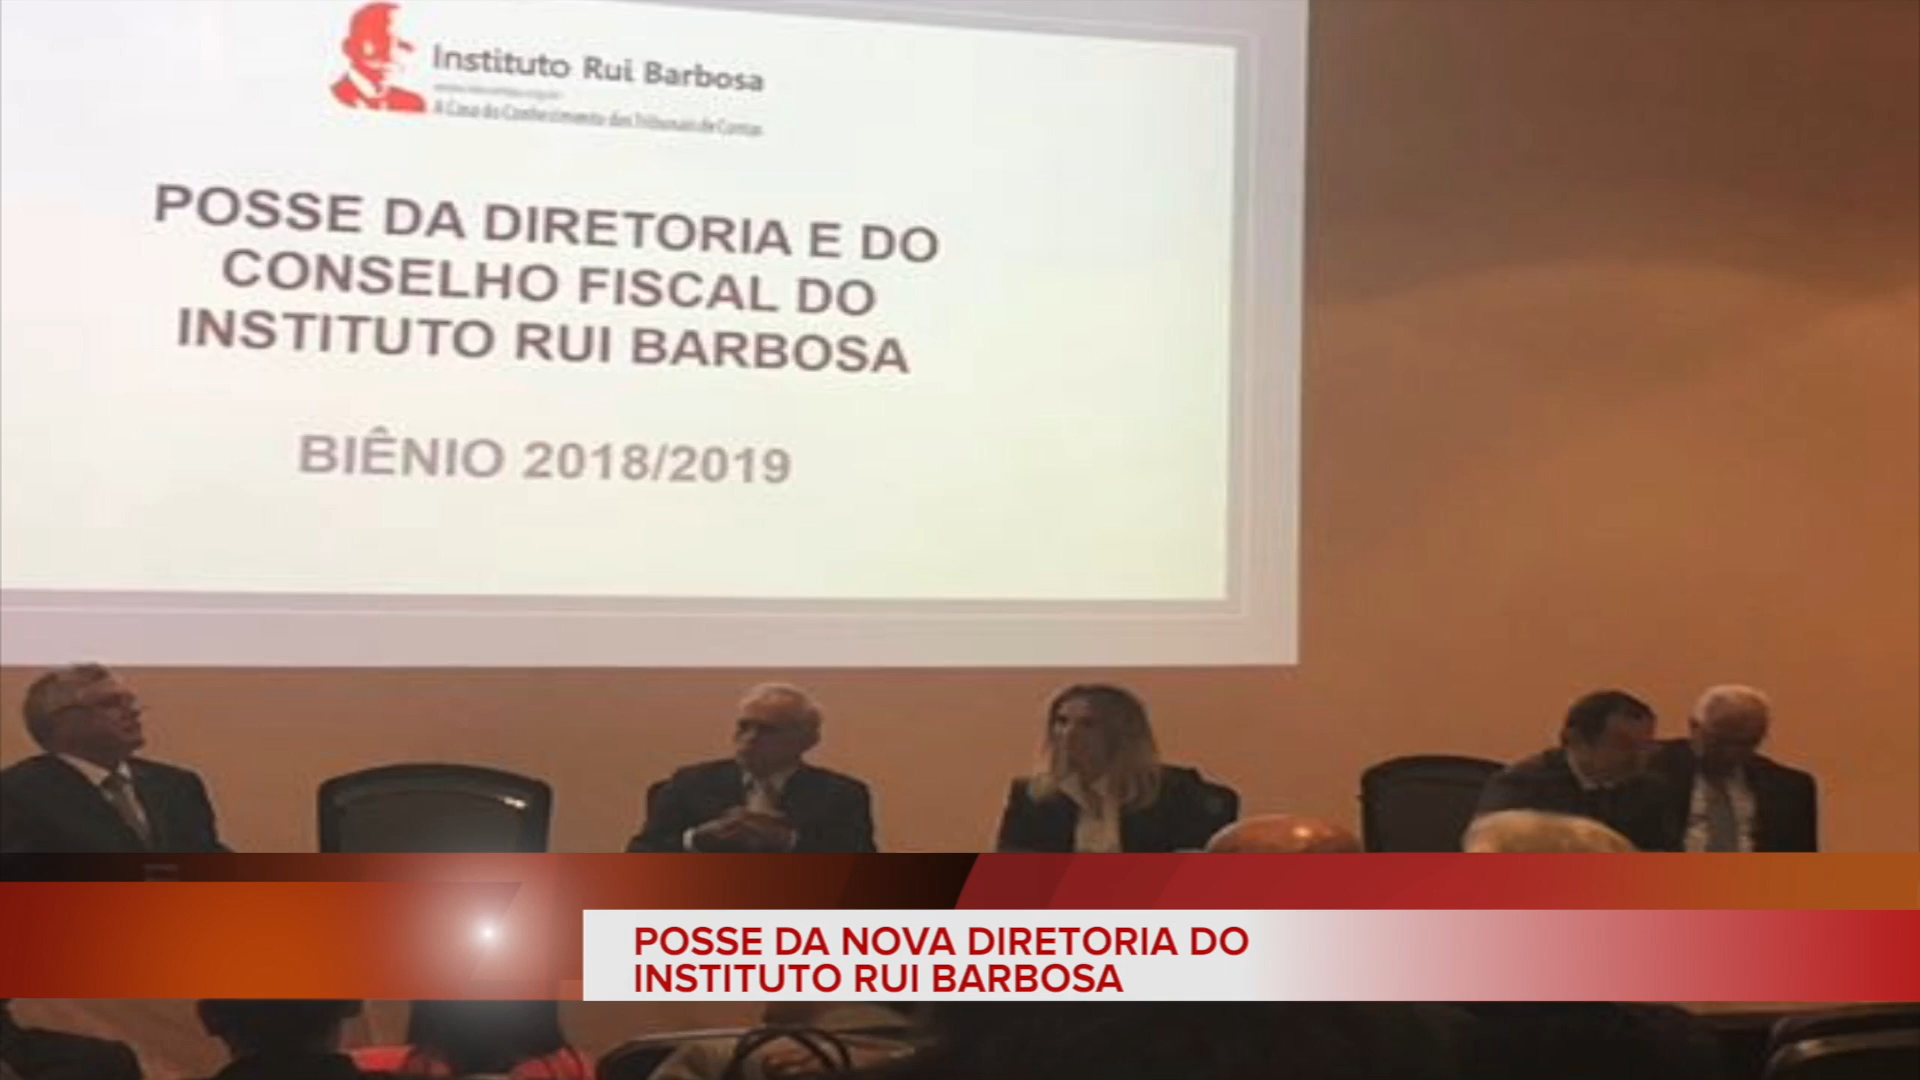 Instituto Rui Barbosa
A Casa do Conhecimento dos Tribunais de Contas
POSSE DA DIRETORIA E DO
CONSELHO FISCAL DO
INSTITUTO RUI BARBOSA
BIÊNIO 2018/2019
POSSE DA NOVA DIRETORIA DO
INSTITUTO RUI BARBOSA